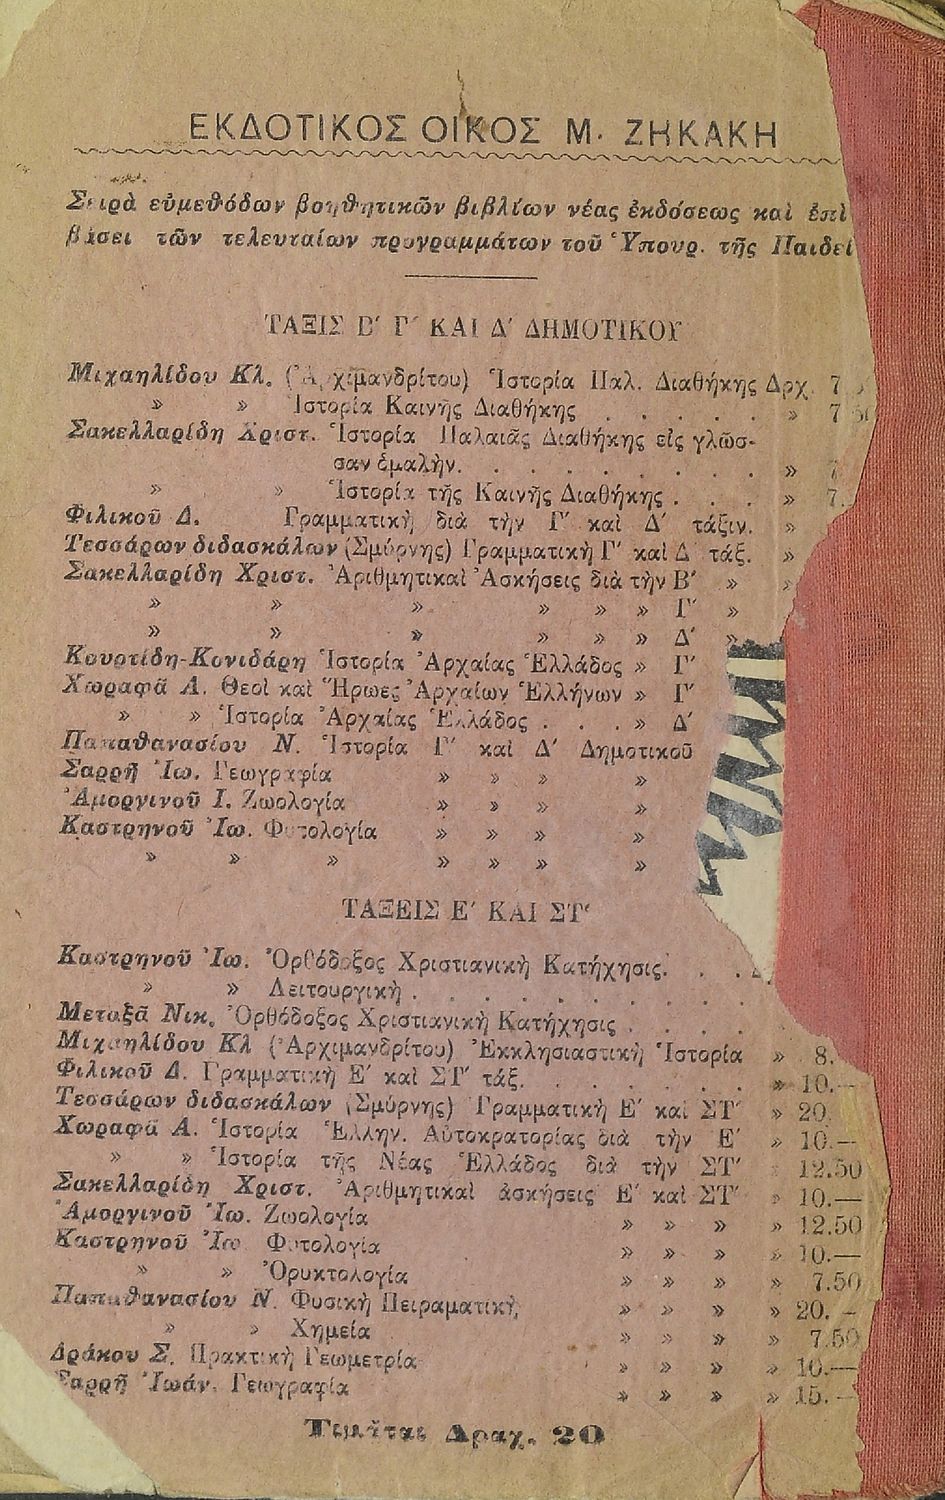 ΕΚΔΟΤΙΚΟΣ ΟΙΚΟΣ Μ. ΖΗΚΑΚΗ
Σειρὰ εὐμεθόδων βοηθητικῶν βιβλίων νέας ἐκδόσεως καὶ ἐπὶ
βάσει τῶν τελευταίων προγραμμάτων τοῦ Ὑπουρ. τῆς Παιδεί
ΤΑΞΙΣ Β′ Γ′ ΚΑΙ Δ′ ΔΗΜΟΤΙΚΟΥ
Μιχαηλίδου Κλ. (Ἀρχιμανδρίτου) Ἱστορία Παλ. Διαθήκης Δρχ. 7
» » Ἱστορία Καινῆς Διαθήκης . . . . . » 7.50
Σακελλαρίδη Χριστ. Ἱστορία Παλαιᾶς Διαθήκης εἰς γλῶσ-
σαν ὁμαλὴν. . . . . . . . . » 7
» » Ἱστορία τῆς Καινῆς Διαθήκης . . . » 7.
Φιλικοῦ Δ. Γραμματικὴ διὰ τὴν Γ′ καὶ Δ′ τάξιν. »
Τεσσάρων διδασκάλων (Σμύρνης) Γραμματικὴ Γ′ καὶ Δ′ τάξ. »
Σακελλαρίδη Χριστ. Ἀριθμητικαὶ Ἀσκήσεις διὰ τὴν Β′ » »
» » » » » » Γ′ »
» » » » » » Δ′ »
Κουρτίδη-Κονιδάρη Ἱστορία Ἀρχαίας Ἑλλάδος » Γ′
Χωραφᾶ Α. Θεοὶ καὶ Ἥρωες Ἀρχαίων Ἑλλήνων » Γ′
» » Ἱστορία Ἀρχαίας Ἑλλάδος . . . » Δ′
Παπαθανασίου Ν. Ἱστορία Γ′ καὶ Δ′ Δημοτικοῦ
Σαρρῆ Ἰω. Γεωγραφία » » » »
Ἀμοργινοῦ Ι. Ζωολογία » » » »
Καστρηνοῦ Ἰω. Φυτολογία » » » »
» » » » » » »
ΤΑΞΕΙΣ Ε′ ΚΑΙ ΣΤ′
Καστρηνοῦ Ἰω. Ὀρθόδοξος Χριστιανικὴ Κατήχησις. . .
» » Λειτουργικὴ . . . . . . . . .
Μεταξᾶ Νικ. Ὀρθόδοξος Χριστιανικὴ Κατήχησις . . . .
Μιχαηλίδου Κλ (Ἀρχιμανδρίτου) Ἐκκλησιαστικὴ Ἱστορία » 8.
Φιλικοῦ Δ. Γραμματικὴ Ε′ καὶ ΣΤ′ τάξ. . . . . . . » 10.—
Τεσσάρων διδασκάλων (Σμύρνης) Γραμματικὴ Ε′ καὶ ΣΤ′ » 20.
Χωραφᾶ Α. Ἱστορία Ἑλλην. Αὐτοκρατορίας διὰ τὴν Ε′ » 10.—
» » Ἱστορία τῆς Νέας Ἑλλάδος διὰ τὴν ΣΤ′ » 12.50
Σακελλαρίδη Χριστ. Ἀριθμητικαὶ ἀσκήσεις Ε′ καὶ ΣΤ′ » 10.—
Ἀμοργινοῦ Ἰω. Ζωολογία » » » » 12.50
Καστρηνοῦ Ἰω Φυτολογία » » » » 10.—
» » Ὀρυκτολογία » » » » 7.50
Παπαθανασίου Ν. Φυσικὴ Πειραματικὴ » » » » 20.—
» » Χημεία » » » » 7.50
Δράκου Σ. Πρακτικὴ Γεωμετρία » » » » 10.—
Σαρρῆ Ἰωάν. Γεωγραφία » » » » 15.—
Τιμᾶται Δραχ. 20